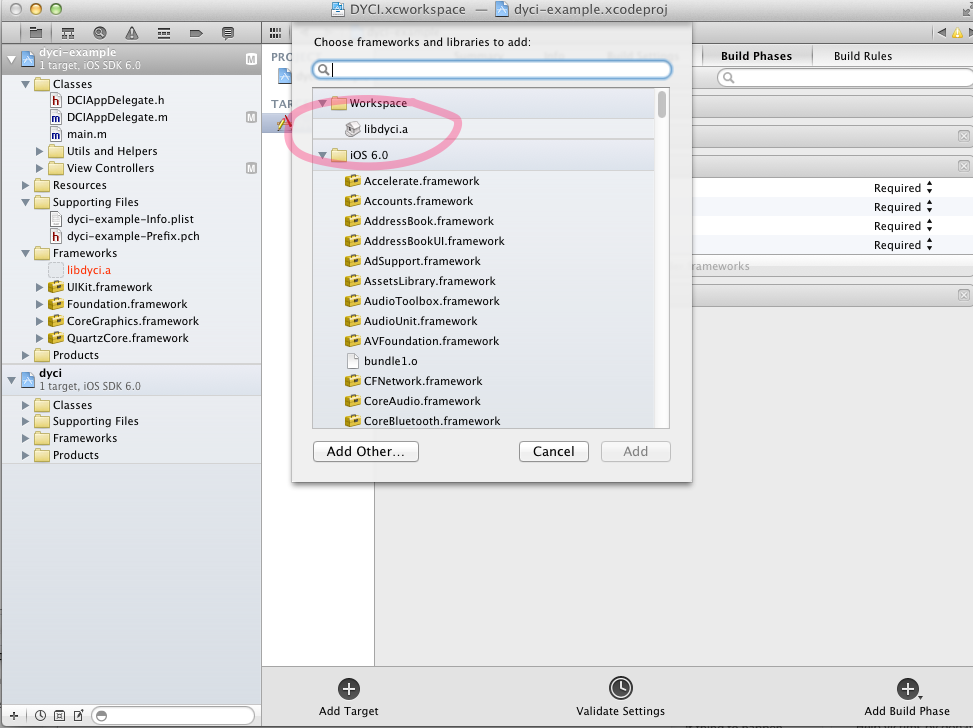 DYCI.xcworkspace — dyci-example.xcodeproj
dyci-example
1 target, iOS SDK 6.0
M
Classes
DCIAppDelegate.h
DCIAppDelegate.m
M
main.m
Utils and Helpers
View Controllers
M
Resources
Supporting Files
dyci-example-Info.plist
dyci-example-Prefix.pch
Frameworks
libdyci.a
UIKit.framework
Foundation.framework
CoreGraphics.framework
QuartzCore.framework
Products
dyci
1 target, iOS SDK 6.0
Classes
Supporting Files
Frameworks
Products
PRO
TAR
Choose frameworks and libraries to add:
Workspace
libdyci.a
iOS 6.0
Accelerate.framework
Accounts.framework
AddressBook.framework
AddressBookUI.framework
AdSupport.framework
AssetsLibrary.framework
AudioToolbox.framework
AudioUnit.framework
AVFoundation.framework
bundle1.o
CFNetwork.framework
CoreAudio.framework
CoreBluetooth.framework
Add Other...
Cancel
Add
Build Phases
Build Rules
Required
Required
Required
Required
rameworks
Add Target
Validate Settings
Add Build Phase